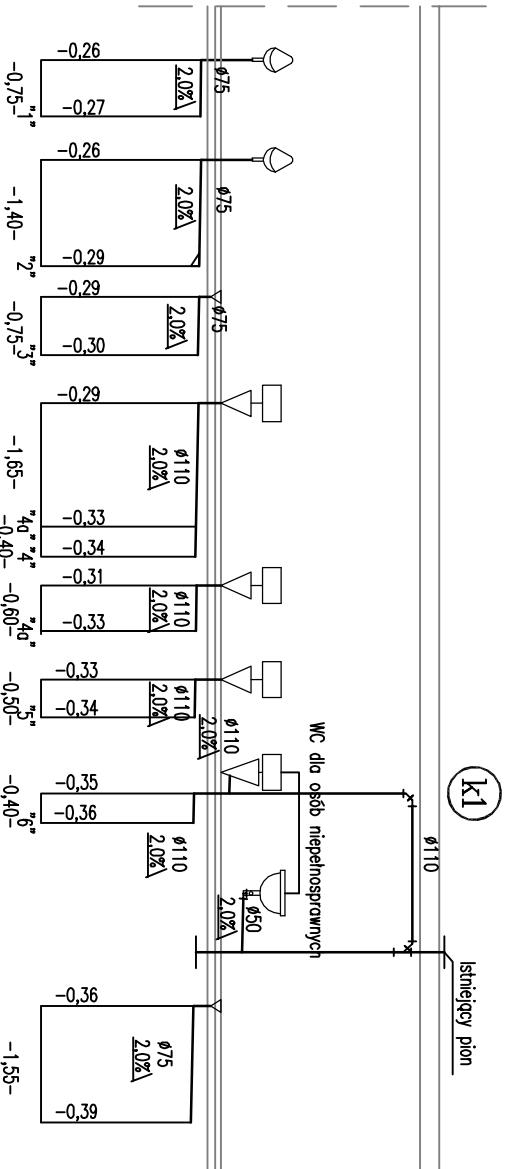 k1
Istniejący pion
ø110
WC dla osób niepełnosprawnych
ø75
2,0%
-0,26
-0,27
-0,75-
"1"
ø75
2,0%
-0,26
-0,29
-1,40-
"2"
ø75
2,0%
-0,29
-0,30
-0,75-
"3"
ø110
2,0%
-0,29
-0,33
-0,34
-1,65-
"4a"
-0,40-
"4"
ø110
2,0%
-0,31
-0,33
-0,60-
"4a"
ø110
2,0%
-0,33
-0,34
-0,50-
"5"
ø110
2,0%
-0,35
-0,36
-0,40-
"6"
ø110
2,0%
ø50
2,0%
ø75
2,0%
-0,36
-0,39
-1,55-